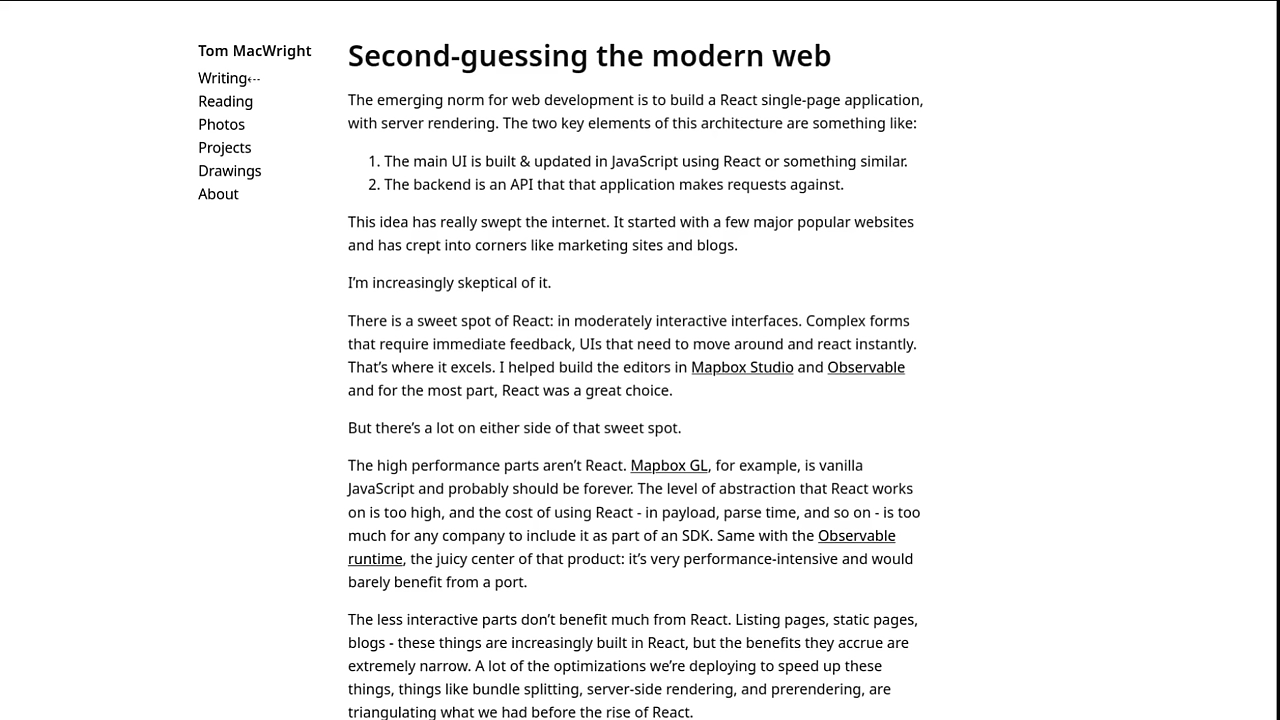 Tom MacWright
Writing⇠
Reading
Photos
Projects
Drawings
About
Second-guessing the modern web
The emerging norm for web development is to build a React single-page application,
with server rendering. The two key elements of this architecture are something like:
1. The main UI is built & updated in JavaScript using React or something similar.
2. The backend is an API that that application makes requests against.
This idea has really swept the internet. It started with a few major popular websites
and has crept into corners like marketing sites and blogs.
I’m increasingly skeptical of it.
There is a sweet spot of React: in moderately interactive interfaces. Complex forms
that require immediate feedback, UIs that need to move around and react instantly.
That’s where it excels. I helped build the editors in Mapbox Studio and Observable
and for the most part, React was a great choice.
But there’s a lot on either side of that sweet spot.
The high performance parts aren’t React. Mapbox GL, for example, is vanilla
JavaScript and probably should be forever. The level of abstraction that React works
on is too high, and the cost of using React - in payload, parse time, and so on - is too
much for any company to include it as part of an SDK. Same with the Observable
runtime, the juicy center of that product: it’s very performance-intensive and would
barely benefit from a port.
The less interactive parts don’t benefit much from React. Listing pages, static pages,
blogs - these things are increasingly built in React, but the benefits they accrue are
extremely narrow. A lot of the optimizations we’re deploying to speed up these
things, things like bundle splitting, server-side rendering, and prerendering, are
triangulating what we had before the rise of React.